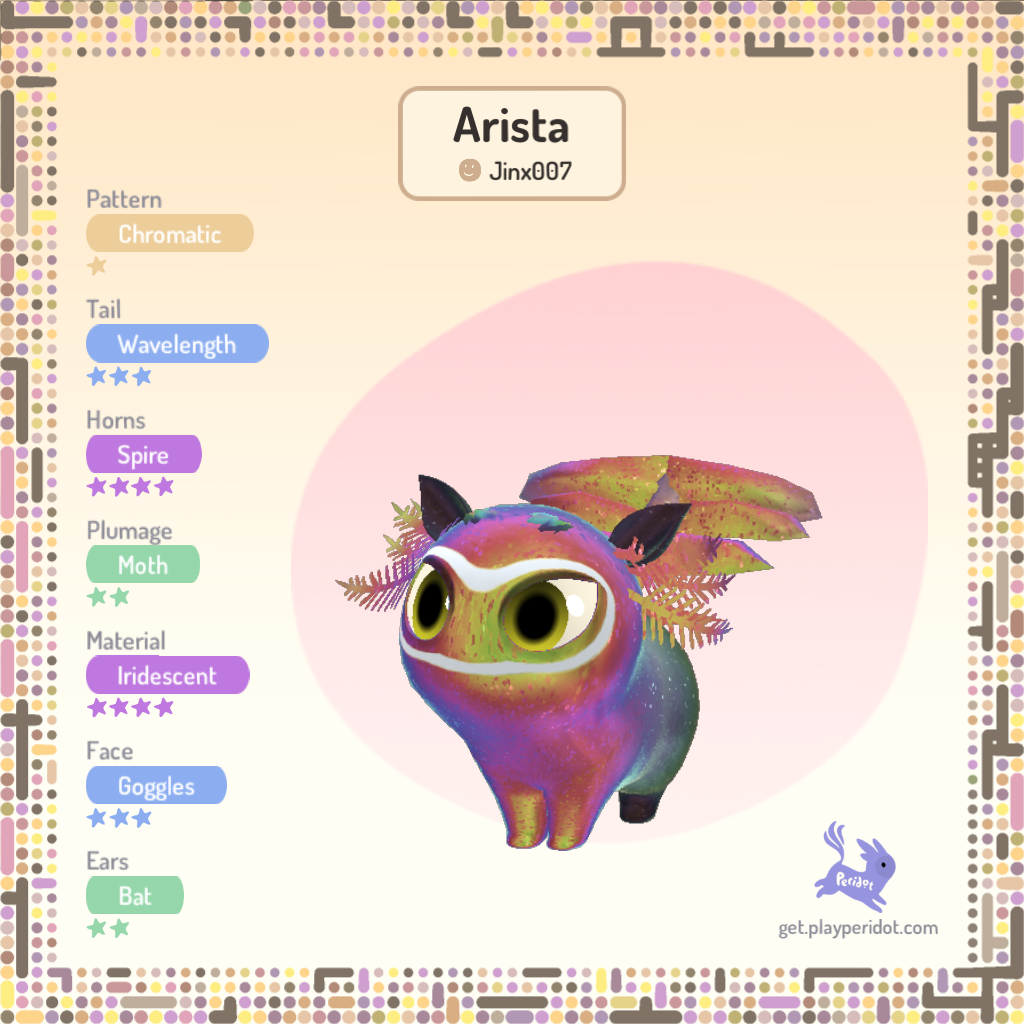 Arista
Jinx007
Pattern
Chromatic
Tail
Wavelength
Horns
Spire
Plumage
Moth
Material
Iridescent
Face
Goggles
Ears
Bat
Peridot
get.playperidot.com